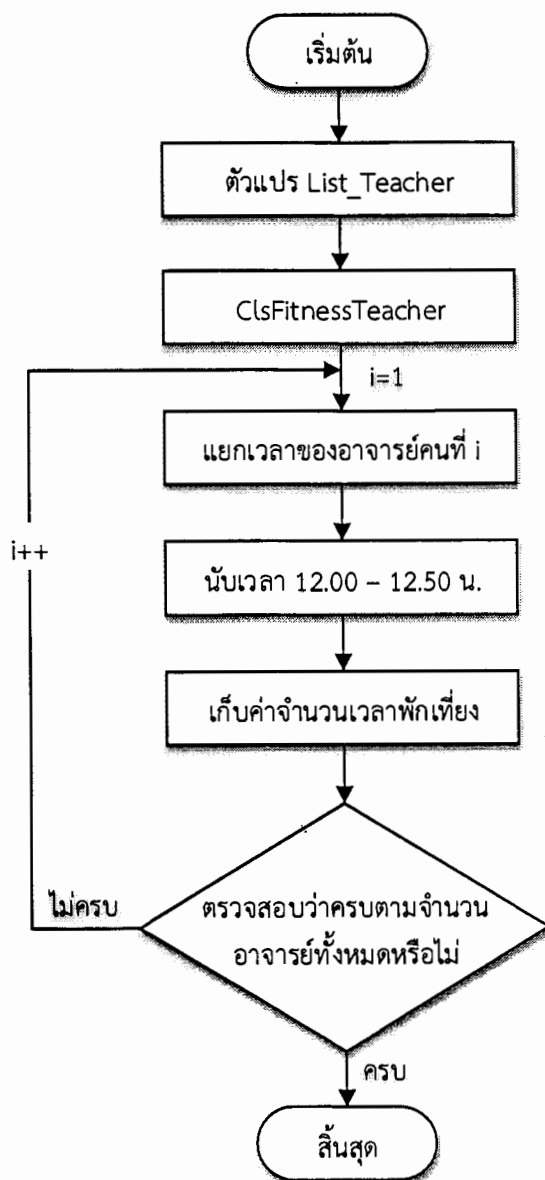 เริ่มต้น
ตัวแปร List_Teacher
ClsFitnessTeacher
i=1
แยกเวลาของอาจารย์คนที่ i
i++
นับเวลา 12.00 – 12.50 น.
เก็บค่าจำนวนเวลาพักเที่ยง
ไม่ครบ
ตรวจสอบว่าครบตามจำนวน
อาจารย์ทั้งหมดหรือไม่
ครบ
สิ้นสุด